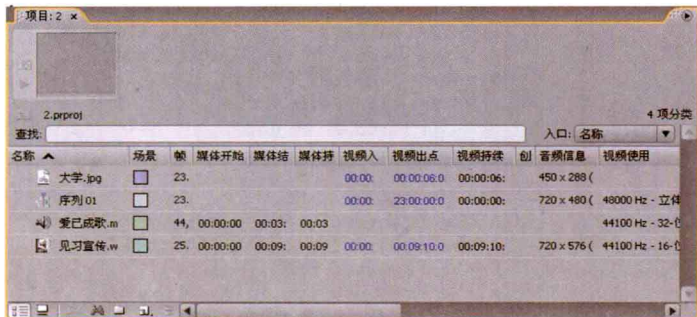 项目: 2 ×
2.prproj
4 项分类
查找:
入口: 名称
名称 场景 帧 媒体开始 媒体结 媒体持 视频入 视频出点 视频持续 创 音频信息 视频使用
大学.jpg 23. 00:00: 00:00:06:0 00:00:06: 450 x 288 (
序列 01 23. 00:00: 23:00:00:0 00:00:00: 720 x 480 ( 48000 Hz - 立体
爱己成歌.m 44, 00:00:00 00:03: 00:03 44100 Hz - 32-位
见习宣传.w 25. 00:00:00 00:09: 00:09 00:00: 00:09:10.0 00:09:10: 720 x 576 ( 44100 Hz - 16-位